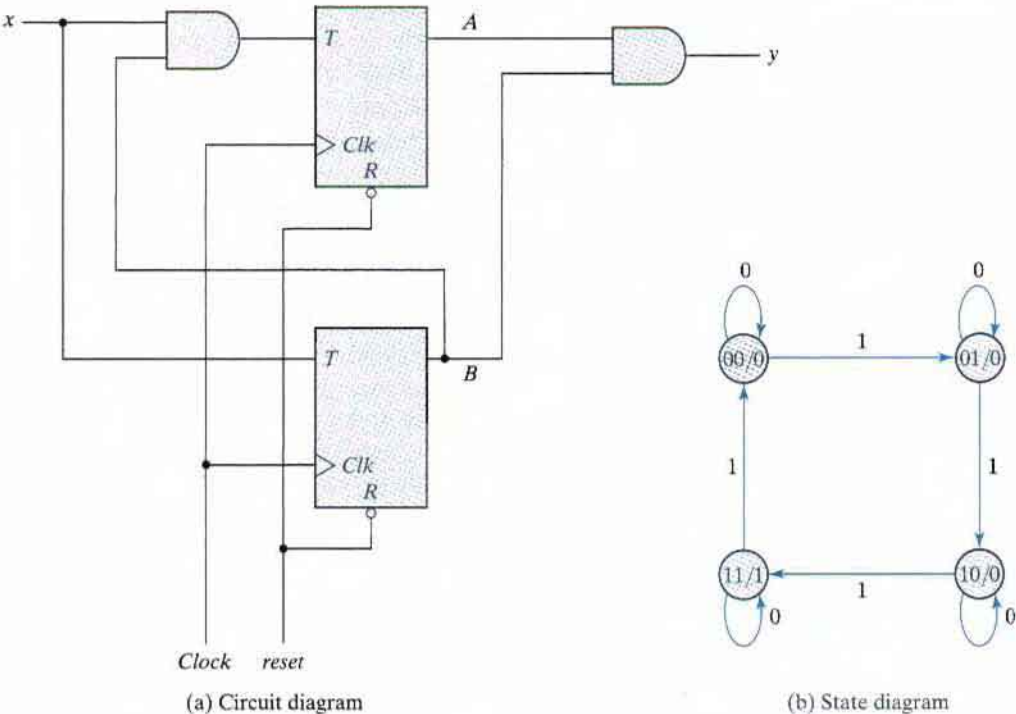 x
T
A
y
Clk
R
T
B
Clk
R
Clock
reset
(a) Circuit diagram
0
0
00/0
1
01/0
1
1
11/1
1
10/0
0
0
(b) State diagram